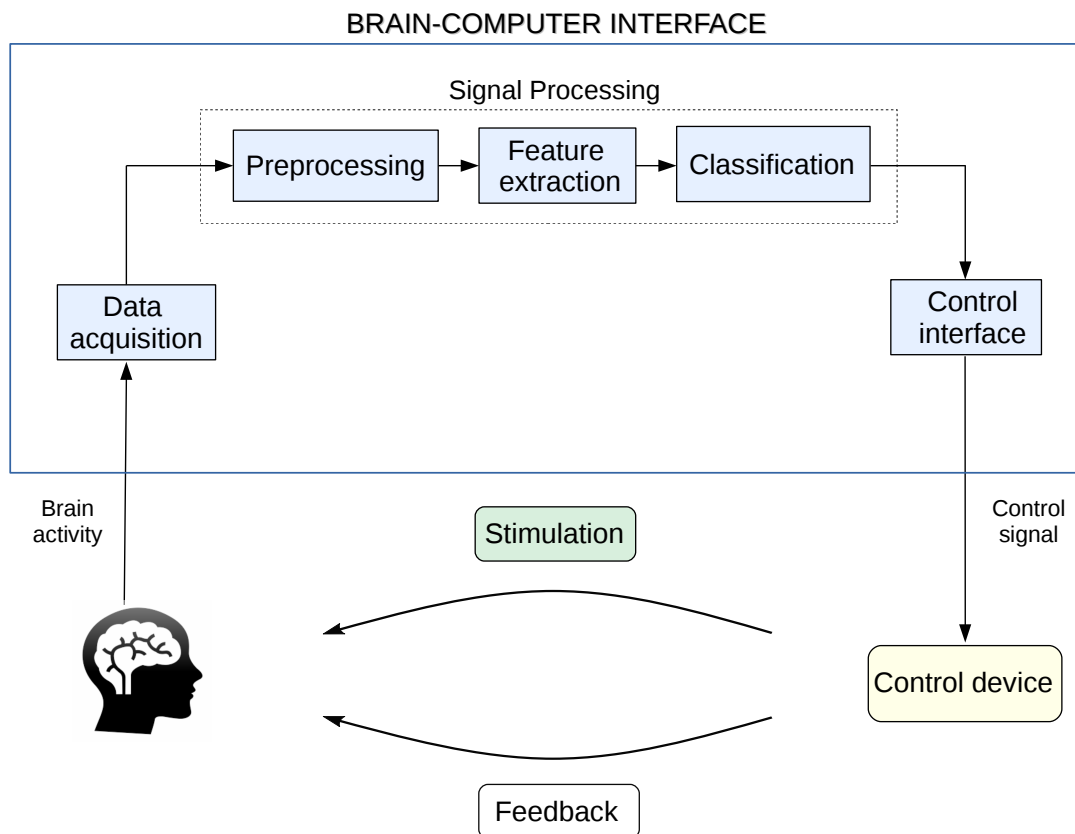 BRAIN-COMPUTER INTERFACE
Signal Processing
Preprocessing
Feature
extraction
Classification
Data
acquisition
Control
interface
Brain
activity
Stimulation
Control
signal
Control device
Feedback